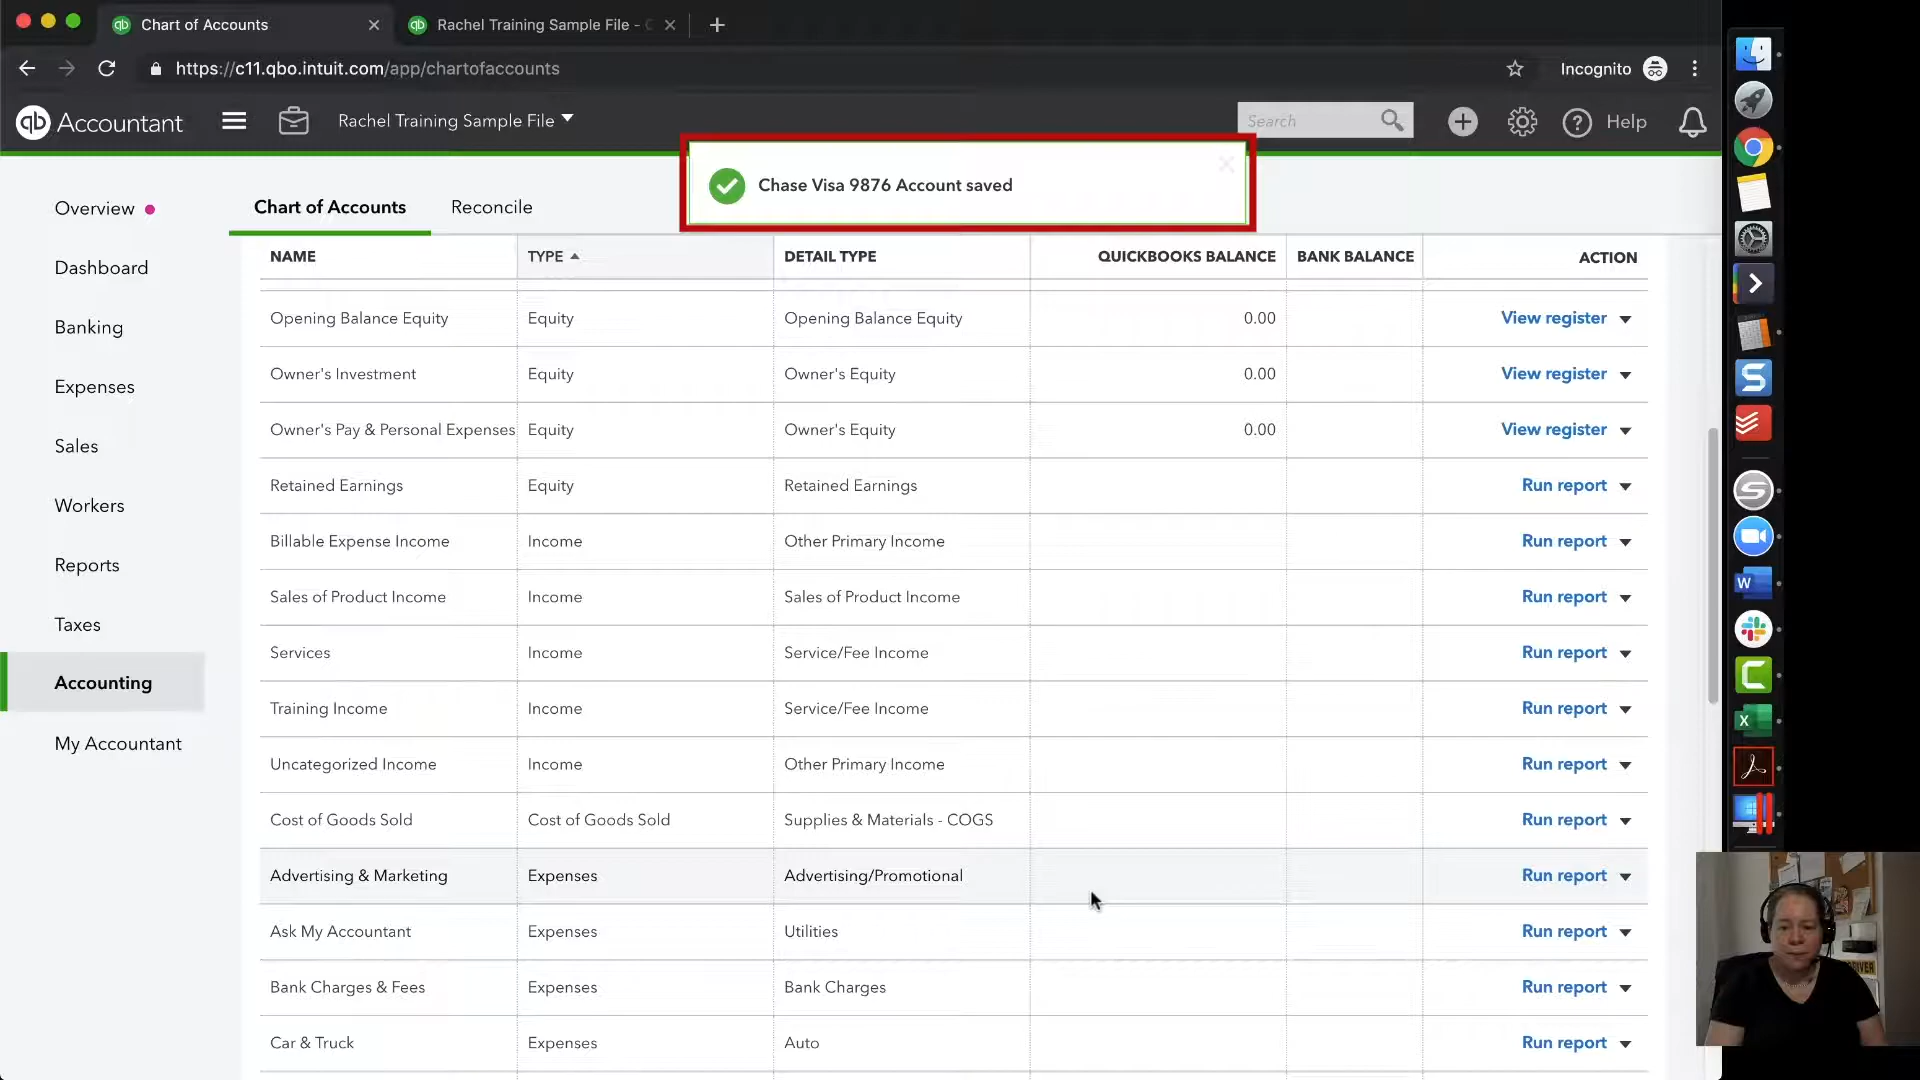 Chart of Accounts
Rachel Training Sample File -
https://c11.qbo.intuit.com/app/chartofaccounts
Incognito
qb Accountant
Rachel Training Sample File
Search
Help
Chase Visa 9876 Account saved
Overview
Dashboard
Banking
Expenses
Sales
Workers
Reports
Taxes
Accounting
My Accountant
Chart of Accounts Reconcile
NAME TYPE DETAIL TYPE QUICKBOOKS BALANCE BANK BALANCE ACTION
Opening Balance Equity Equity Opening Balance Equity 0.00 View register
Owner's Investment Equity Owner's Equity 0.00 View register
Owner's Pay & Personal Expenses Equity Owner's Equity 0.00 View register
Retained Earnings Equity Retained Earnings Run report
Billable Expense Income Income Other Primary Income Run report
Sales of Product Income Income Sales of Product Income Run report
Services Income Service/Fee Income Run report
Training Income Income Service/Fee Income Run report
Uncategorized Income Income Other Primary Income Run report
Cost of Goods Sold Cost of Goods Sold Supplies & Materials - COGS Run report
Advertising & Marketing Expenses Advertising/Promotional Run report
Ask My Accountant Expenses Utilities Run report
Bank Charges & Fees Expenses Bank Charges Run report
Car & Truck Expenses Auto Run report